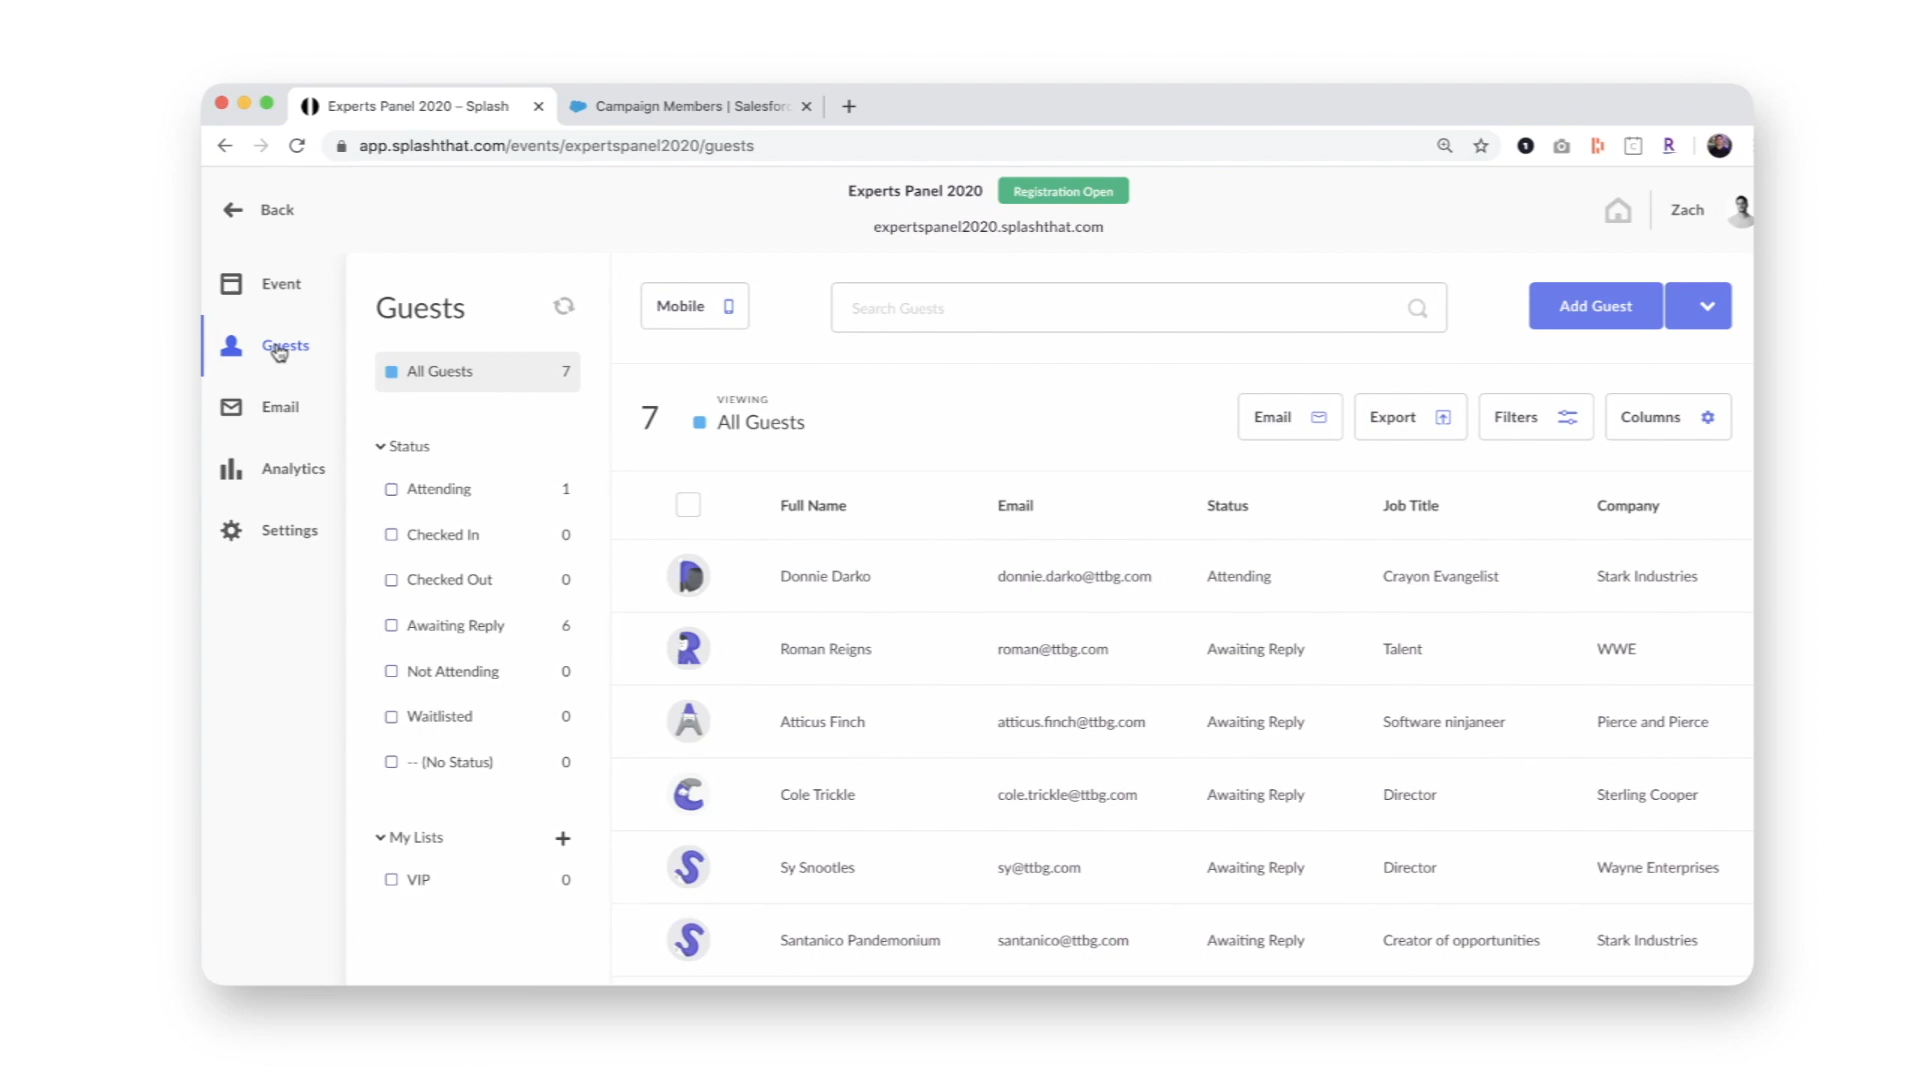 Experts Panel 2020 – Splash
Campaign Members | Salesforc
app.splashthat.com/events/expertspanel2020/guests
Back
Experts Panel 2020
Registration Open
expertspanel2020.splashthat.com
Zach
Event
Guests
Email
Analytics
Settings
Guests
All Guests 7
Status
Attending 1
Checked In 0
Checked Out 0
Awaiting Reply 6
Not Attending 0
Waitlisted 0
-- (No Status) 0
My Lists +
VIP 0
Mobile
Search Guests
Add Guest
7
VIEWING
All Guests
Email
Export
Filters
Columns
Full Name Email Status Job Title Company
Donnie Darko donnie.darko@ttbg.com Attending Crayon Evangelist Stark Industries
Roman Reigns roman@ttbg.com Awaiting Reply Talent WWE
Atticus Finch atticus.finch@ttbg.com Awaiting Reply Software ninjaneer Pierce and Pierce
Cole Trickle cole.trickle@ttbg.com Awaiting Reply Director Sterling Cooper
Sy Snootles sy@ttbg.com Awaiting Reply Director Wayne Enterprises
Santanico Pandemonium santanico@ttbg.com Awaiting Reply Creator of opportunities Stark Industries